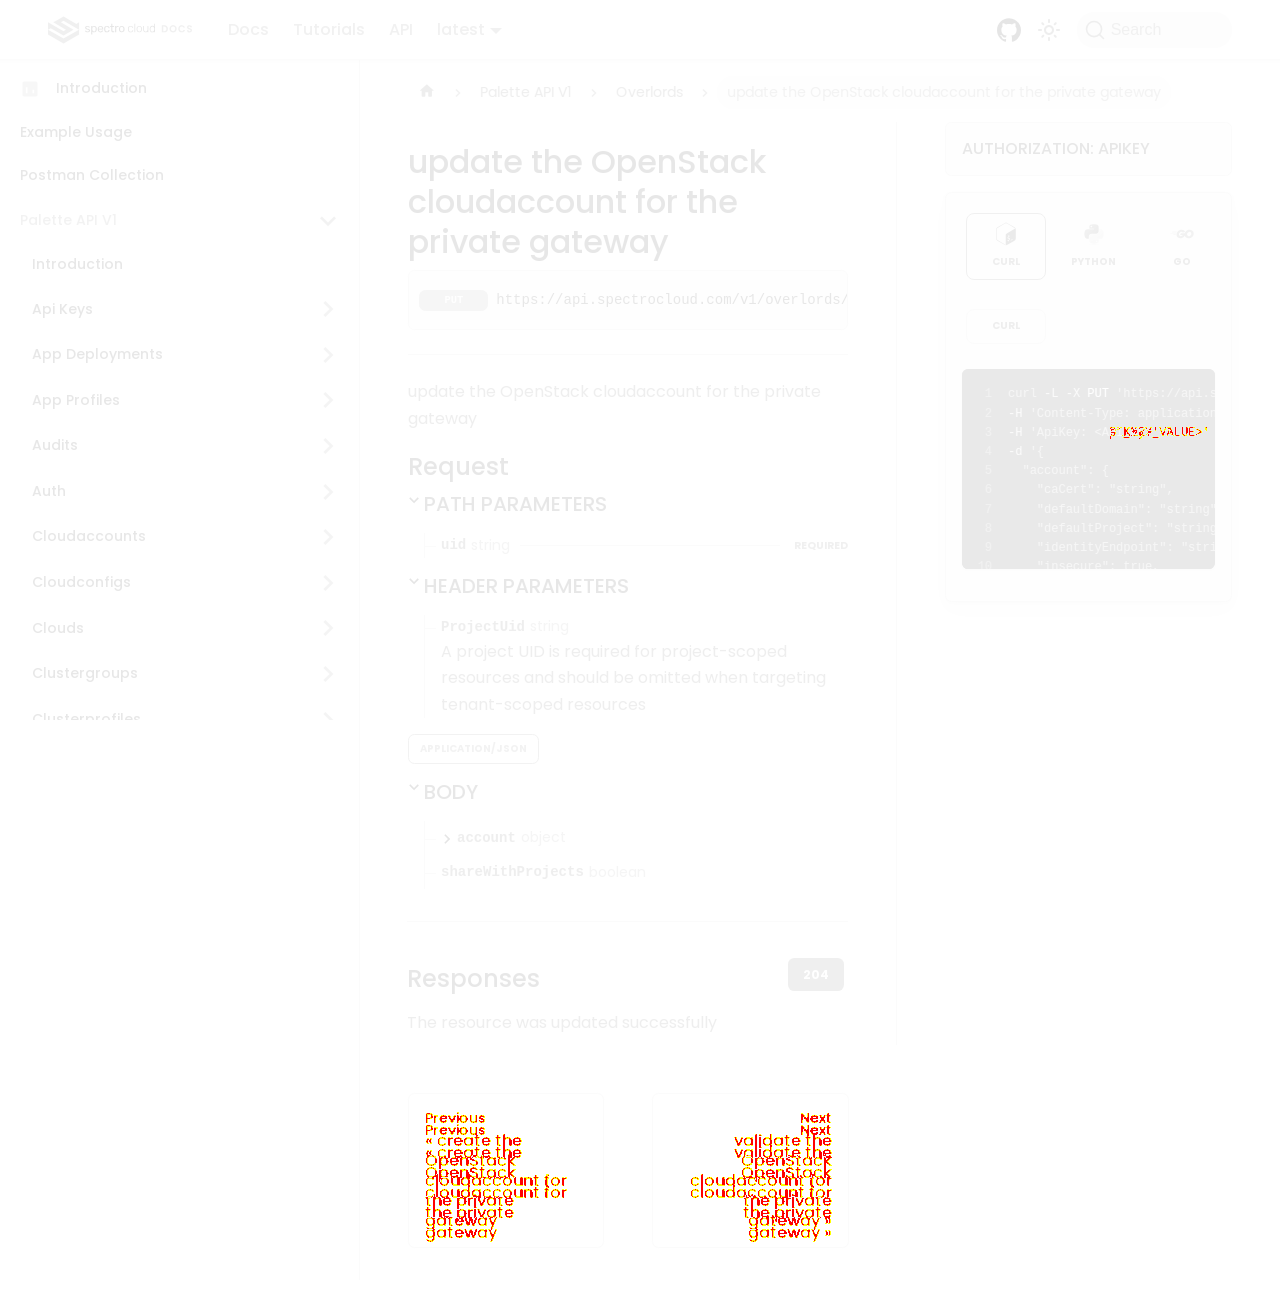 spectro cloud DOCS
Docs
Tutorials
API
latest
Search
Introduction
Example Usage
Postman Collection
Palette API V1
Introduction
Api Keys
App Deployments
App Profiles
Audits
Auth
Cloudaccounts
Cloudconfigs
Clouds
Clustergroups
Clusterprofiles
Palette API V1
Overlords
update the OpenStack cloudaccount for the private gateway
update the OpenStack
cloudaccount for the
private gateway
PUT https://api.spectrocloud.com/v1/overlords/
update the OpenStack cloudaccount for the private
gateway
Request
PATH PARAMETERS
uid string REQUIRED
HEADER PARAMETERS
ProjectUid string
A project UID is required for project-scoped
resources and should be omitted when targeting
tenant-scoped resources
APPLICATION/JSON
BODY
account object
shareWithProjects boolean
Responses
204
The resource was updated successfully
Previous
« create the
OpenStack
cloudaccount for
the private
gateway
Next
validate the
OpenStack
cloudaccount for
the private
gateway »
AUTHORIZATION: APIKEY
CURL
PYTHON
GO
CURL
1 curl -L -X PUT 'https://api.s
2 -H 'Content-Type: application
3 -H 'ApiKey: VALUE>'
4 -d '{
5 "account": {
6 "caCert": "string",
7 "defaultDomain": "string"
8 "defaultProject": "string
9 "identityEndpoint": "stri
10 "insecure": true